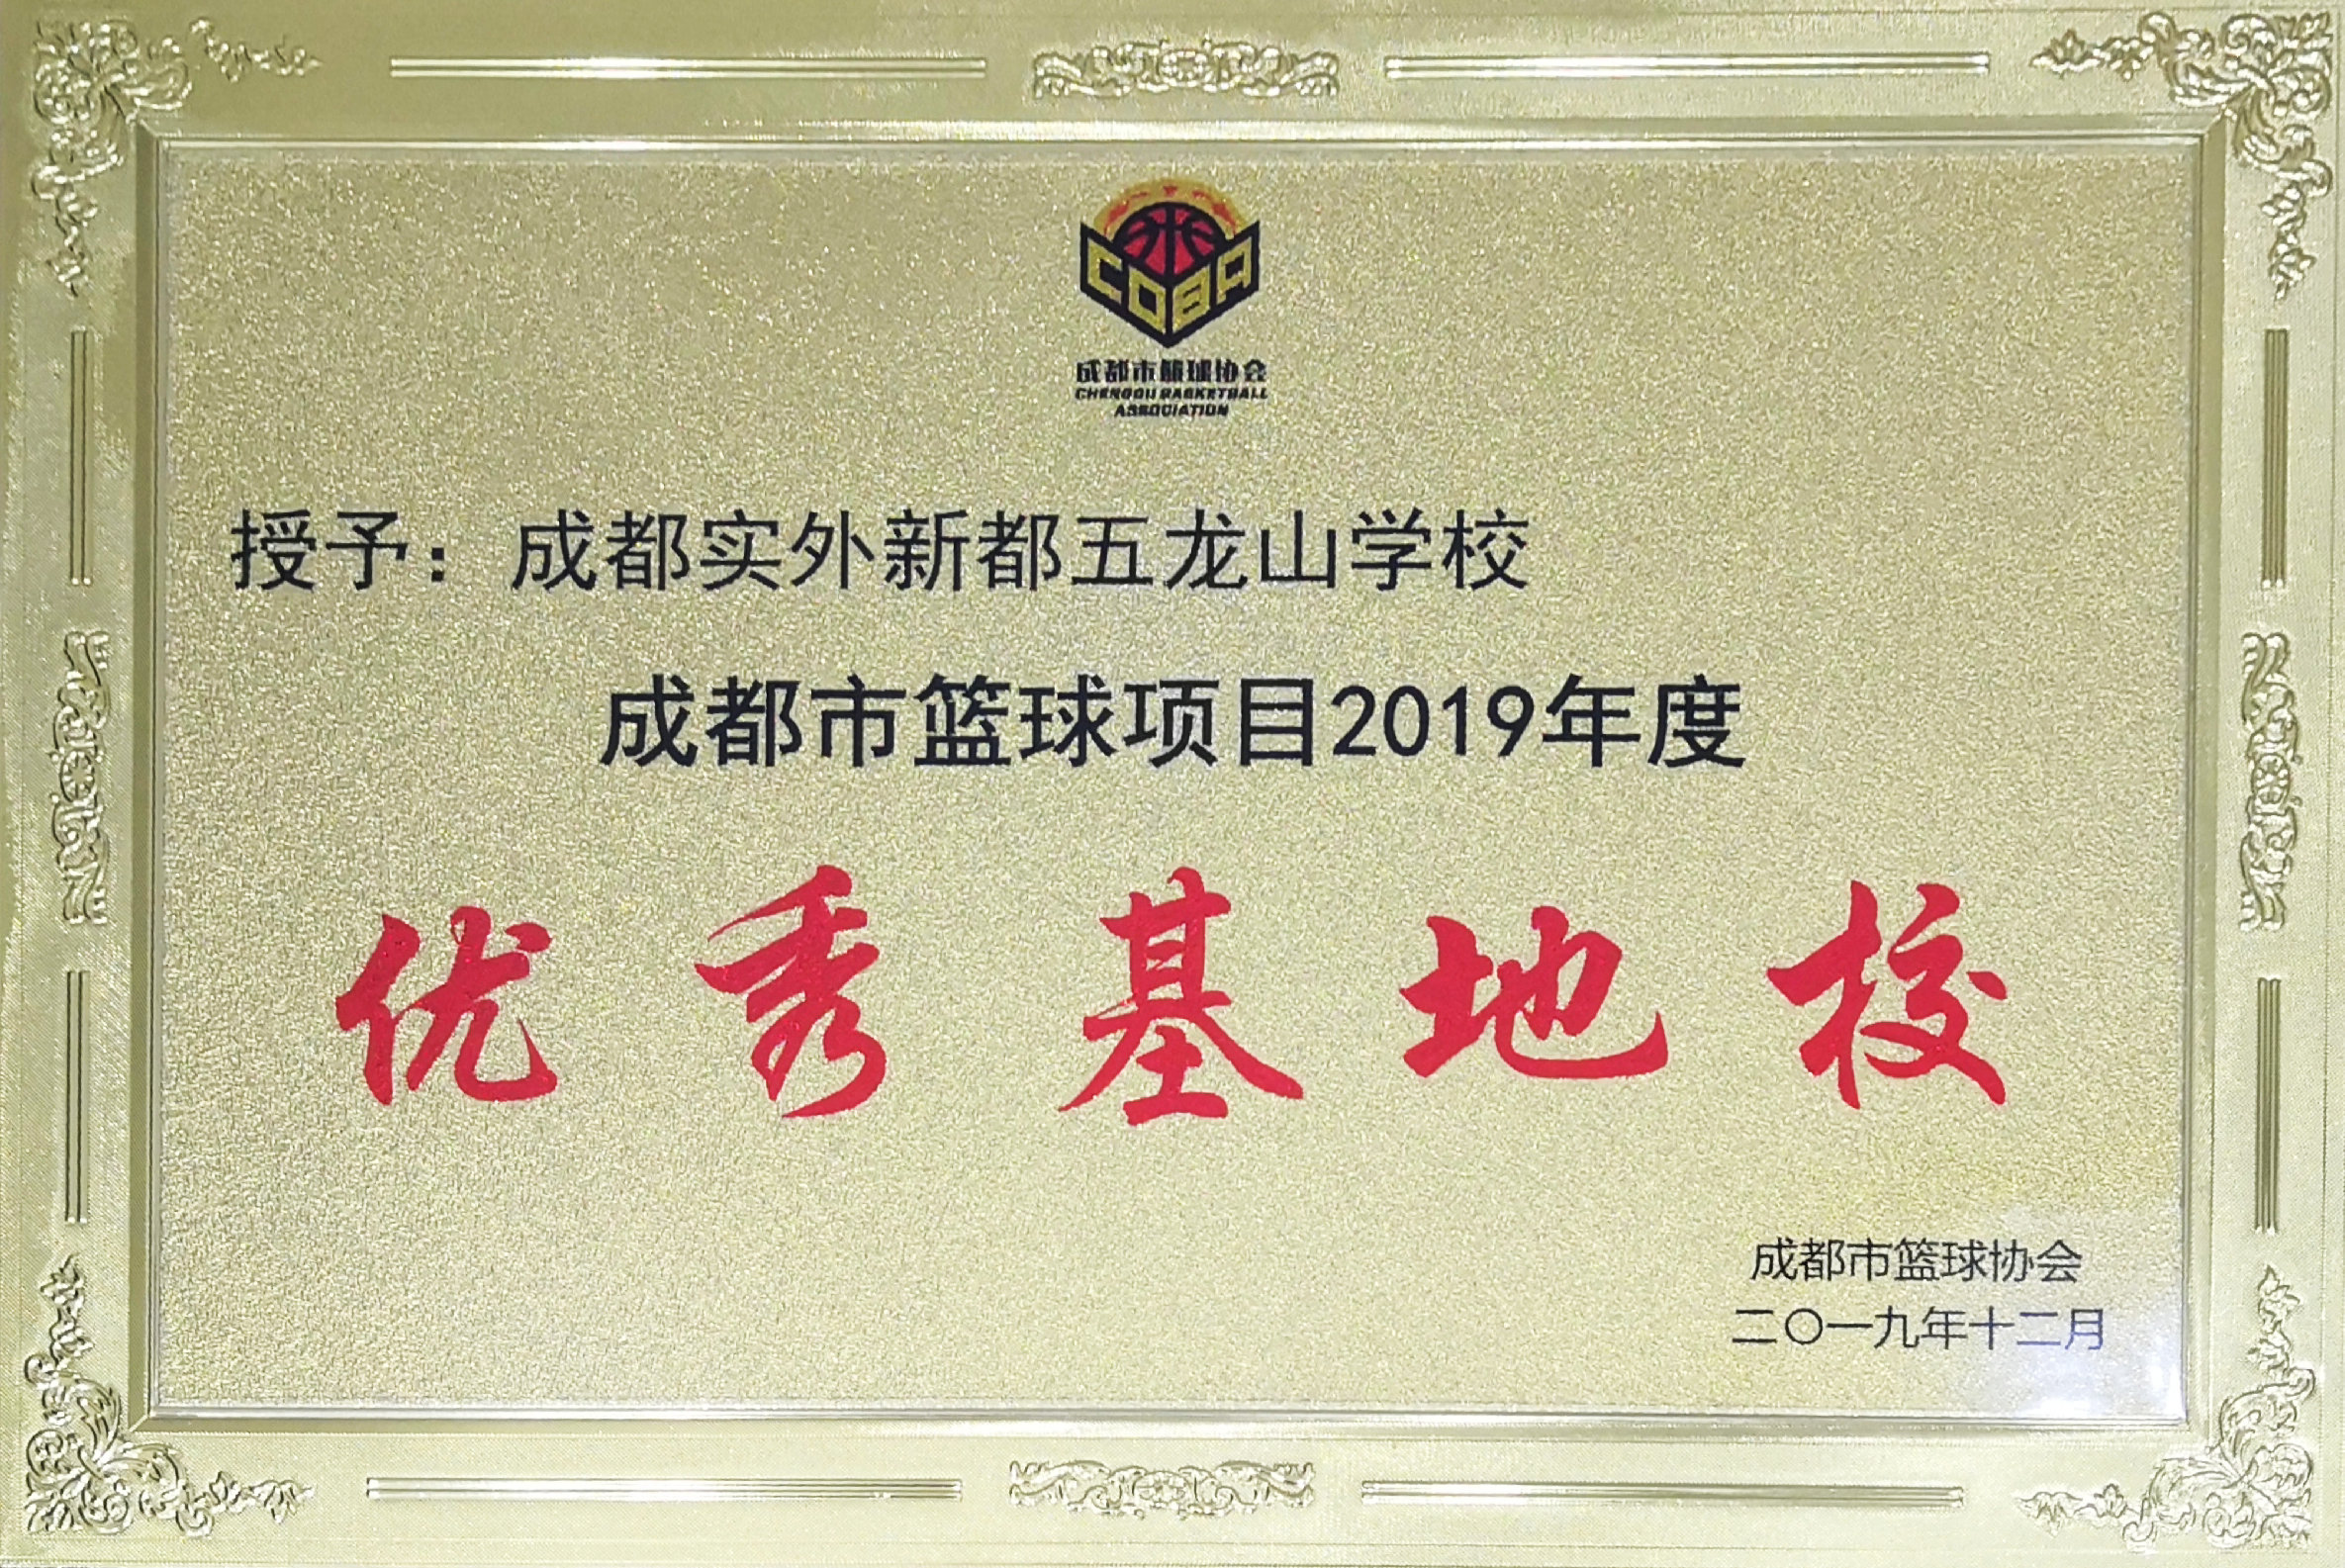 CDBA
成都市篮球协会
CHENGDU BASKETBALL
ASSOCIATION
授予：成都实外新都五龙山学校
成都市篮球项目2019年度
优秀基地校
成都市篮球协会
二〇一九年十二月